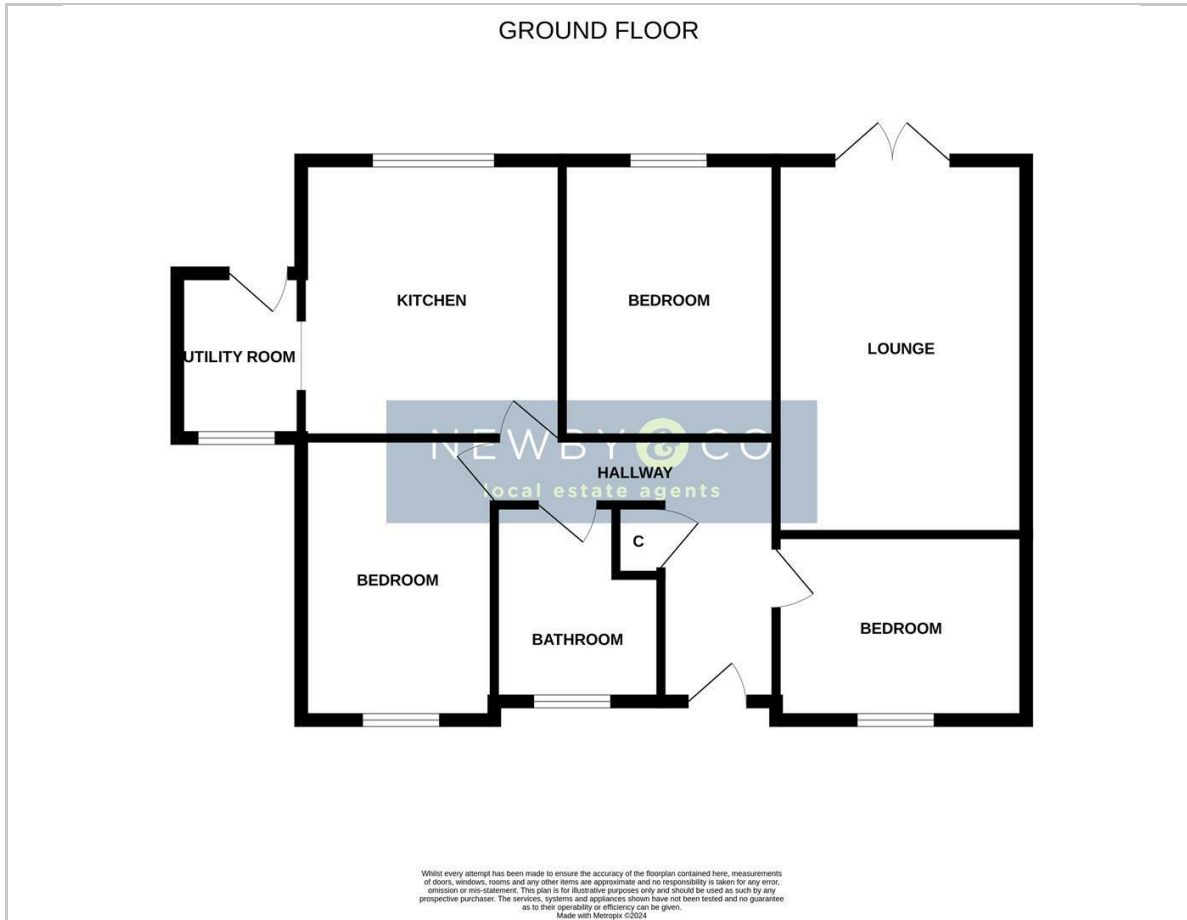 GROUND FLOOR
KITCHEN
BEDROOM
LOUNGE
UTILITY ROOM
NEWBY & CO
HALLWAY
local estate agents
C
BEDROOM
BATHROOM
BEDROOM
Whilst every attempt has been made to ensure the accuracy of the floorplan contained here, measurements
of doors, windows, rooms and any other items are approximate and no responsibility is taken for any error,
omission or mis-statement. This plan is for illustrative purposes only and should be used as such by any
prospective purchaser. The services, systems and appliances shown have not been tested and no guarantee
as to their operability or efficiency can be given.
Made with Metropix ©2024